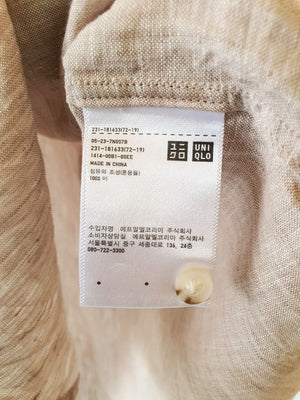 231-181633(72-19)
05-23-7N007B
231-181633(72-19)
1414-00B1-00EE
MADE IN CHINA
섬유의 조성(혼용율)
100% 마
ユニ
クロ
UNI
QLO
수입자명 에프알엘코리아 주식회사
소비자상담실 에프알엘코리아 주식회사
서울특별시 중구 세종대로 136, 24층
080-722-3300